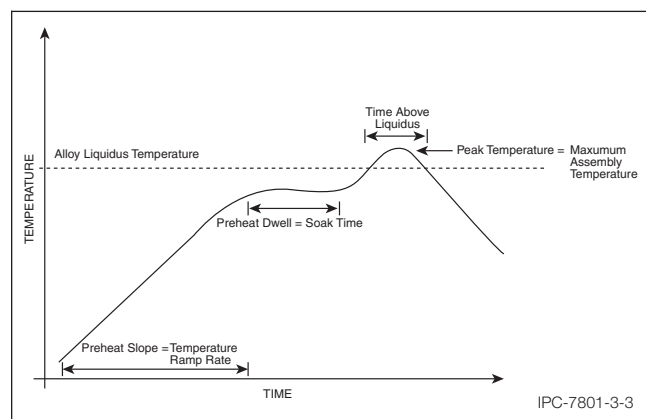 Time Above
Liquidus
Alloy Liquidus Temperature
Peak Temperature = Maxumum
Assembly
Temperature
TEMPERATURE
Preheat Dwell = Soak Time
Preheat Slope =Temperature
Ramp Rate
TIME
IPC-7801-3-3